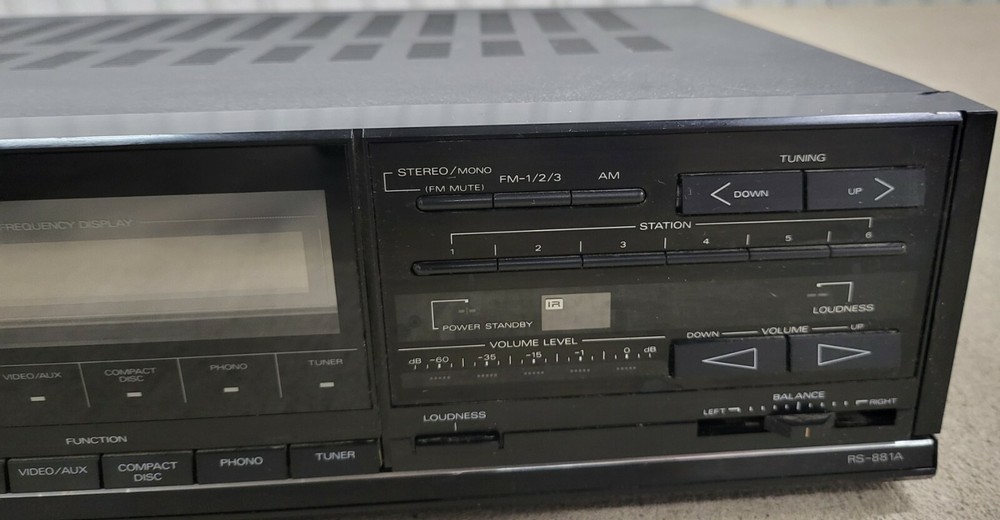 TUNING
STEREO/MONO
(FM MUTE)
FM-1/2/3
AM
DOWN
UP
STATION
1 2 3 4 5 6
FREQUENCY DISPLAY
IR
POWER STANDBY
LOUDNESS
VOLUME LEVEL
dB -60 -35 -15 -1 0 dB
DOWN VOLUME UP
VIDEO/AUX
COMPACT
DISC
PHONO
TUNER
LOUDNESS
BALANCE
LEFT RIGHT
FUNCTION
VIDEO/AUX
COMPACT
DISC
PHONO
TUNER
RS-881A